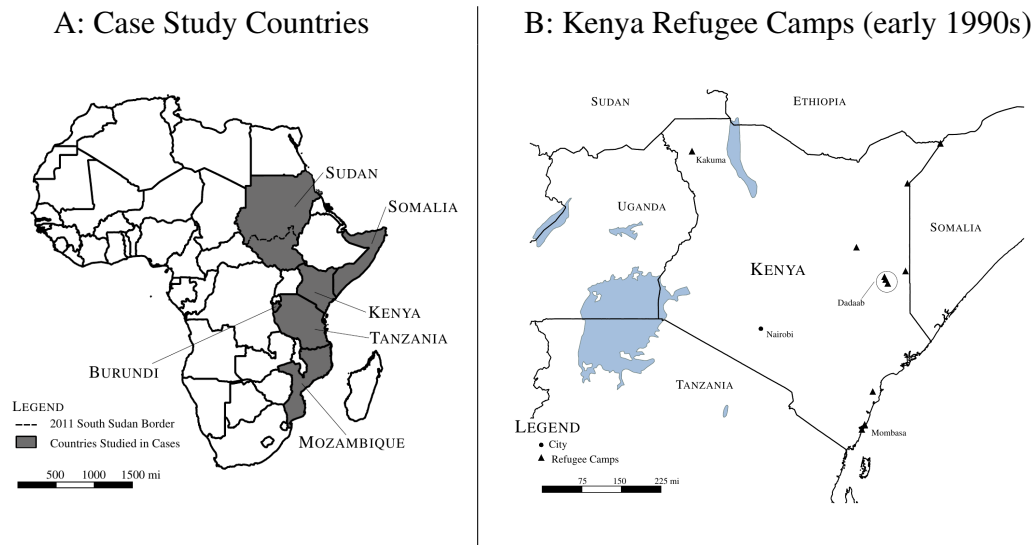 A: Case Study Countries
SUDAN
SOMALIA
KENYA
TANZANIA
BURUNDI
MOZAMBIQUE
LEGEND
2011 South Sudan Border
Countries Studied in Cases
500 1000 1500 mi
B: Kenya Refugee Camps (early 1990s)
SUDAN
ETHIOPIA
Kakuma
UGANDA
SOMALIA
KENYA
Dadaab
Nairobi
TANZANIA
Mombasa
LEGEND
City
Refugee Camps
75 150 225 mi